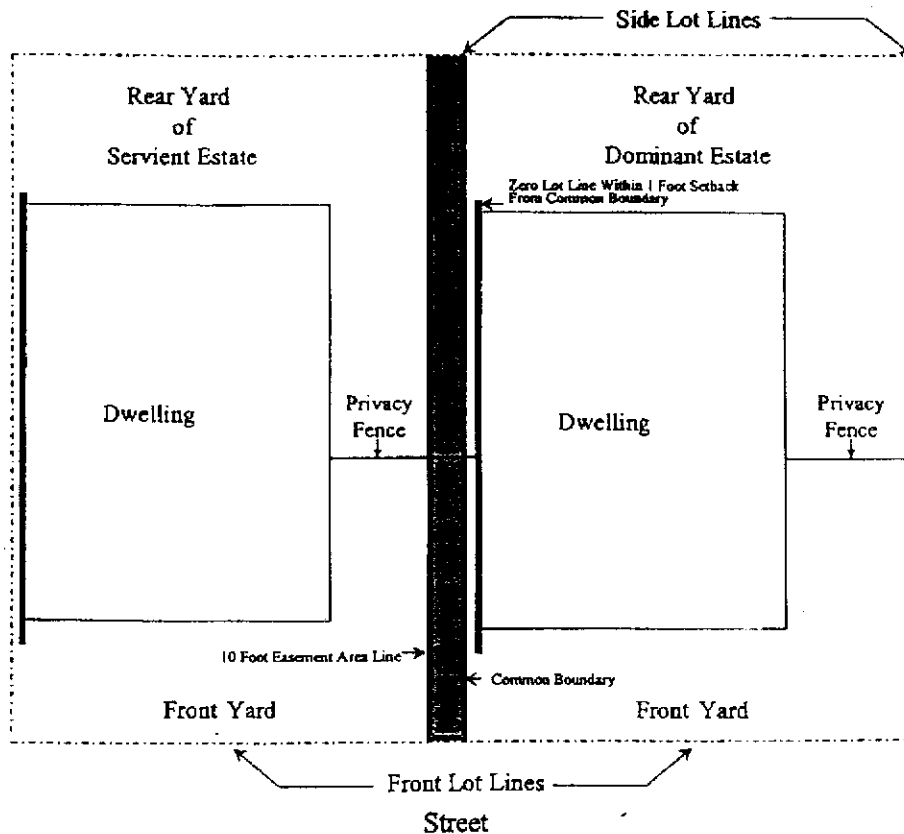 Side Lot Lines
Rear Yard
of
Servient Estate
Rear Yard
of
Dominant Estate
Zero Lot Line Within 1 Foot Setback
From Common Boundary
Dwelling
Privacy
Fence
Dwelling
Privacy
Fence
10 Foot Easement Area Line
Common Boundary
Front Yard
Front Yard
Front Lot Lines
Street